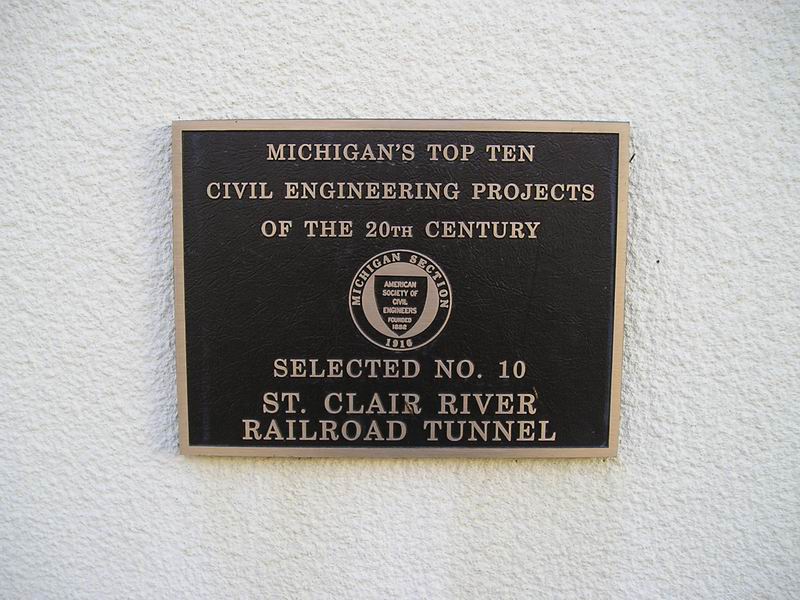 MICHIGAN'S TOP TEN
CIVIL ENGINEERING PROJECTS
OF THE 20TH CENTURY
MICHIGAN SECTION
AMERICAN
SOCIETY OF
CIVIL
ENGINEERS
FOUNDED
1852
1916
SELECTED NO. 10
ST. CLAIR RIVER
RAILROAD TUNNEL